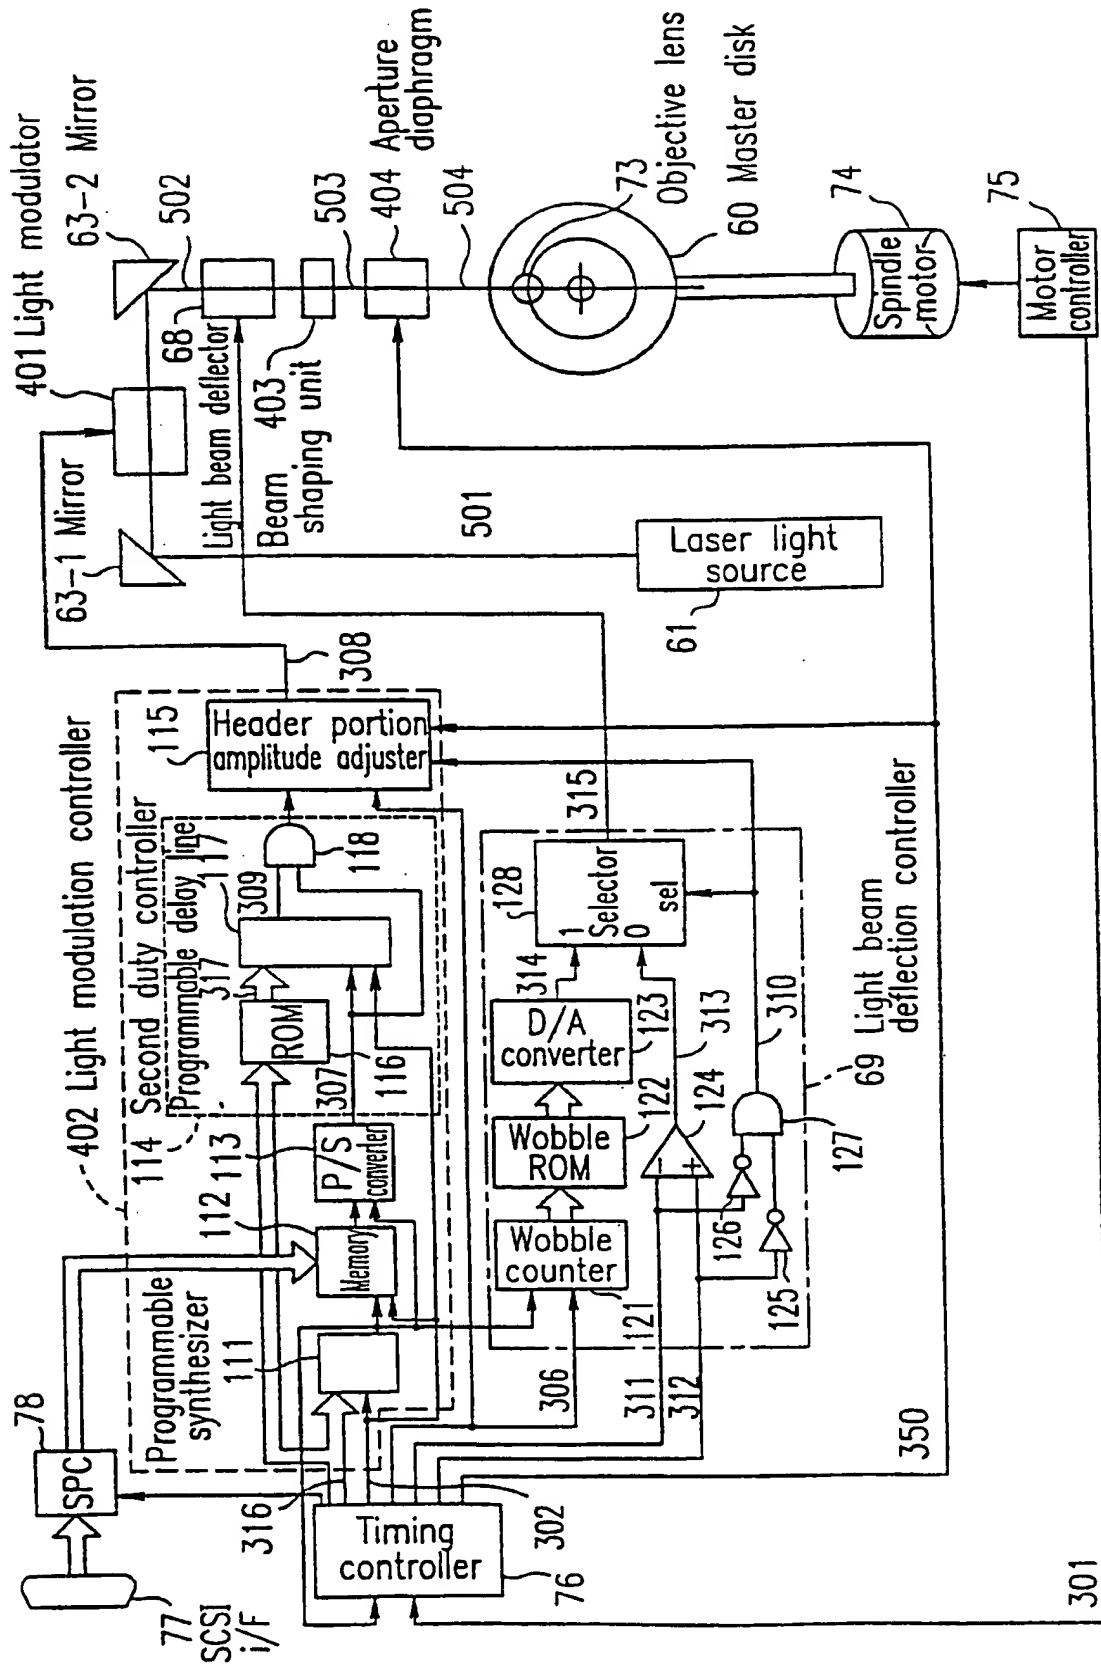 401 Light modulator
63-2 Mirror
502
68
Light beam deflector
Beam 403
shaping unit
503
404 Aperture
diaphragm
504
73
Objective lens
60 Master disk
74
Spindle
motor
75
Motor
controller
63-1 Mirror
501
Laser light
source
61
308
402 Light modulation controller
115
Header portion
amplitude adjuster
Second duty controller
Programmable delay line
117
118
309
317
ROM
116
114
307
113
P/S
converter
112
Memory
Programmable
synthesizer
111
78
SPC
77
SCSI
i/F
316
302
Timing
controller
76
315
128
Selector
1
0
sel
314
D/A
converter
123
313
122
Wobble
ROM
124
310
127
126
125
Wobble
counter
121
306
311
312
69 Light beam
deflection controller
350
301